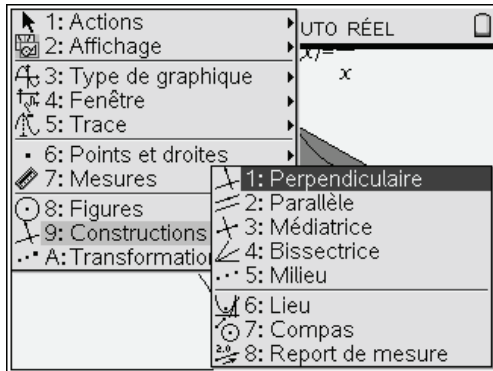 1: Actions
2: Affichage
3: Type de graphique
4: Fenêtre
5: Trace
6: Points et droites
7: Mesures
8: Figures
9: Constructions
A: Transformatio
UTO RÉEL
x
1: Perpendiculaire
2: Parallèle
3: Médiatrice
4: Bissectrice
5: Milieu
6: Lieu
7: Compas
8: Report de mesure